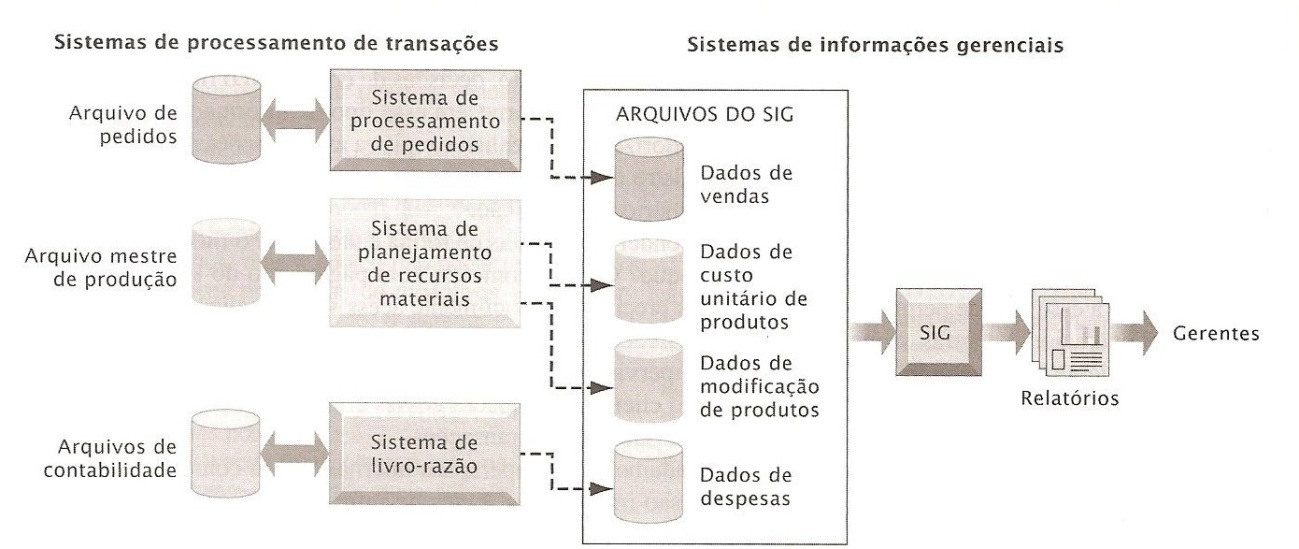 Sistemas de processamento de transações
Sistemas de informações gerenciais
Arquivo de
pedidos
Sistema de
processamento
de pedidos
Arquivo mestre
de produção
Sistema de
planejamento
de recursos
materiais
Arquivos de
contabilidade
Sistema de
livro-razão
ARQUIVOS DO SIG
Dados de
vendas
Dados de
custo
unitário de
produtos
Dados de
modificação
de produtos
Dados de
despesas
SIG
Relatórios
Gerentes